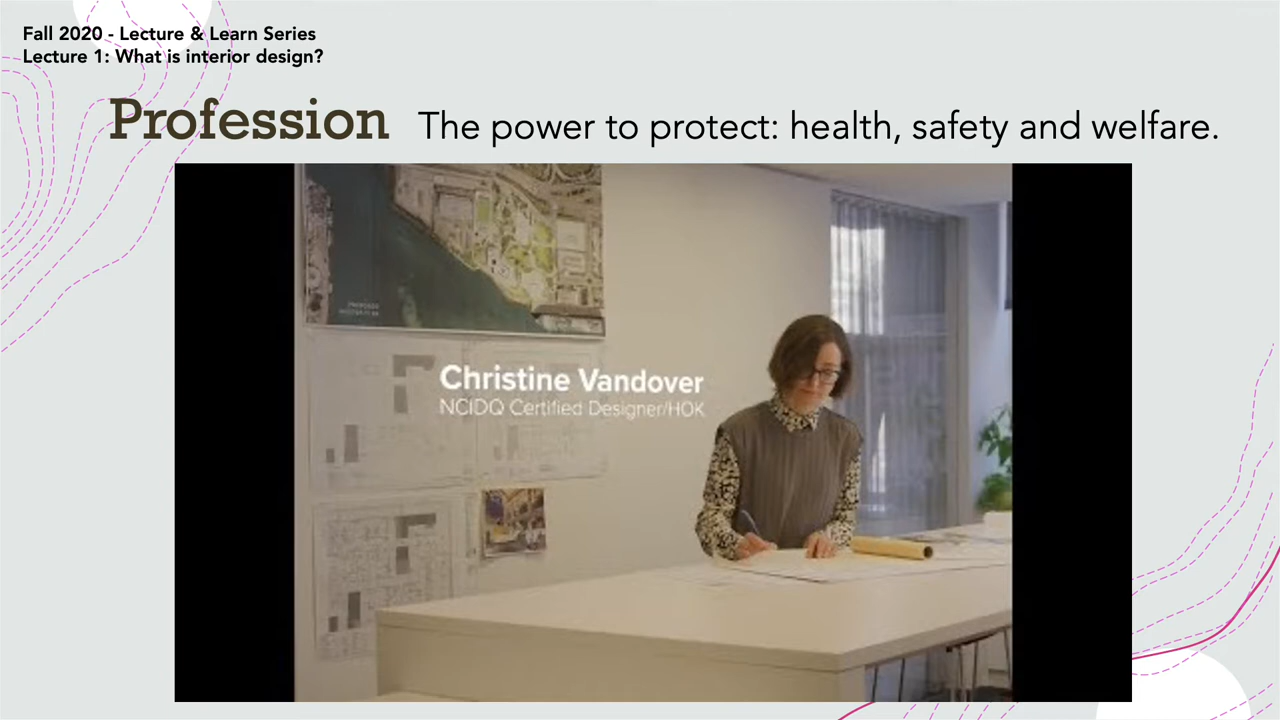 Fall 2020 - Lecture & Learn Series
Lecture 1: What is interior design?
Profession The power to protect: health, safety and welfare.
Christine Vandover
NCIDQ Certified Designer/HOK